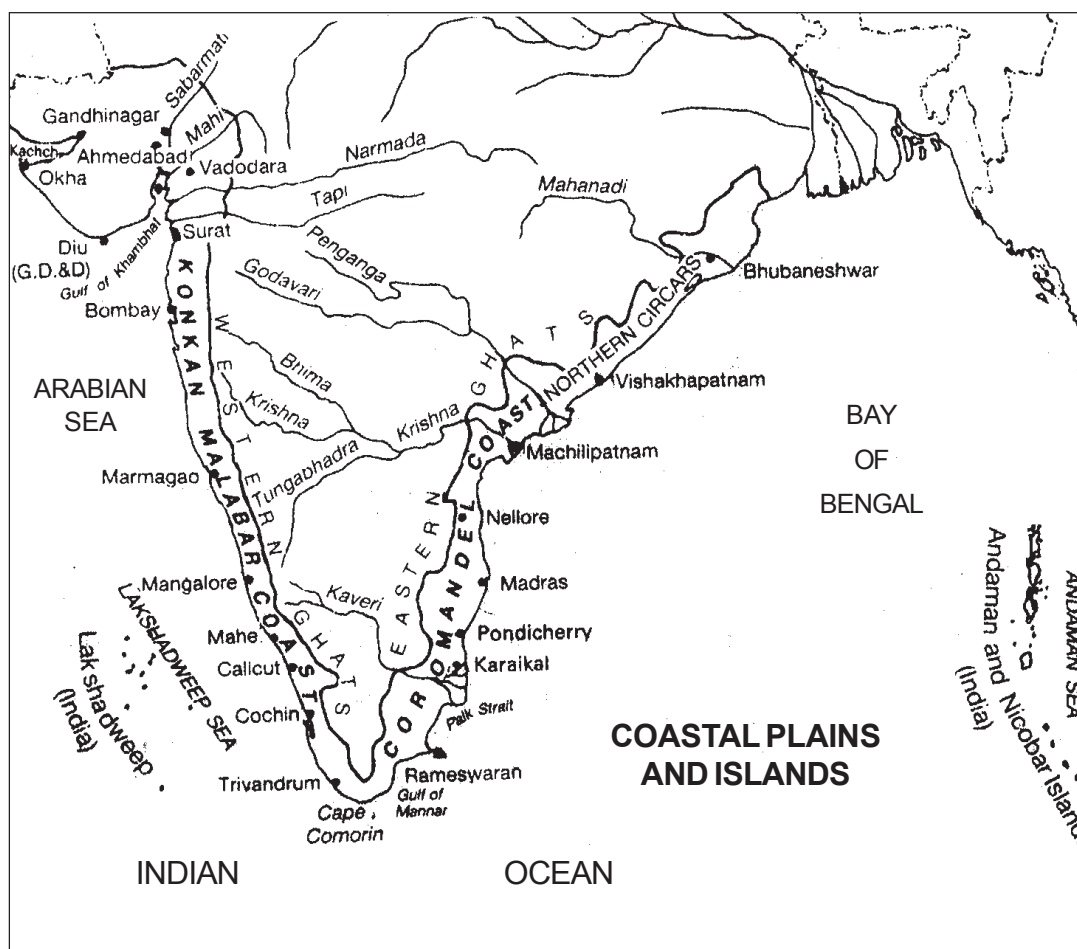 Sabarmati
Gandhinagar
Mahi
Kachch
Ahmedabad
Vadodara
Okha
Narmada
Tapi
Mahanadi
Diu
(G.D.&D)
Gulf of Khambhat
Surat
Penganga
Godavari
Bhubaneshwar
Bombay
KONKAN
WESTERN
GHATS
EASTERN
GHATS
NORTHERN CIRCARS
Bhima
Krishna
Krishna
Vishakhapatnam
ARABIAN
SEA
BAY
OF
BENGAL
MALABAR COAST
COROMANDEL COAST
Machilipatnam
Marmagao
Tungabhadra
Nellore
Mangalore
Kaveri
Madras
LAKSHADWEEP SEA
Lakshadweep
(India)
Mahe
Pondicherry
Calicut
Karaikal
Cochin
Palk Strait
Andaman and Nicobar Island
(India)
ANDAMAN SEA
COASTAL PLAINS
AND ISLANDS
Trivandrum
Rameswaran
Gulf of
Mannar
Cape
Comorin
INDIAN
OCEAN